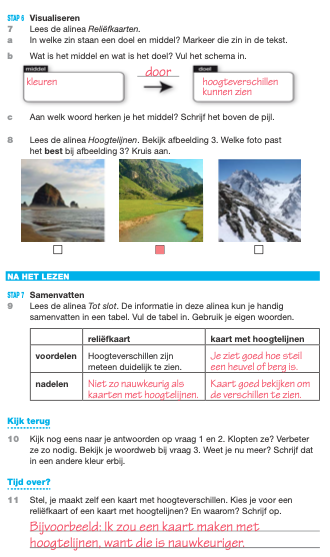 STAP 6 Visualiseren
7 Lees de alinea Reliëfkaarten.
a In welke zin staan een doel en middel? Markeer die zin in de tekst.
b Wat is het middel en wat is het doel? Vul het schema in.
middel door doel
kleuren hoogteverschillen
kunnen zien
c Aan welk woord herken je het middel? Schrijf het boven de pijl.
8 Lees de alinea Hoogtelijnen. Bekijk afbeelding 3. Welke foto past
het best bij afbeelding 3? Kruis aan.
NA HET LEZEN
STAP 7 Samenvatten
9 Lees de alinea Tot slot. De informatie in deze alinea kun je handig
samenvatten in een tabel. Vul de tabel in. Gebruik je eigen woorden.
reliëfkaart kaart met hoogtelijnen
voordelen Hoogteverschillen zijn Je ziet goed hoe steil
meteen duidelijk te zien. een heuvel of berg is.
nadelen Niet zo nauwkeurig als Kaart goed bekijken om
kaarten met hoogtelijnen. de verschillen te zien.
Kijk terug
10 Kijk nog eens naar je antwoorden op vraag 1 en 2. Kloppen ze? Verbeter
ze zo nodig. Bekijk je woordweb bij vraag 3. Weet je nu meer? Schrijf dat
in een andere kleur erbij.
Tijd over?
11 Stel, je maakt zelf een kaart met hoogteverschillen. Kies je voor een
reliëfkaart of een kaart met hoogtelijnen? En waarom? Schrijf op.
Bijvoorbeeld: Ik zou een kaart maken met
hoogtelijnen, want die is nauwkeuriger.